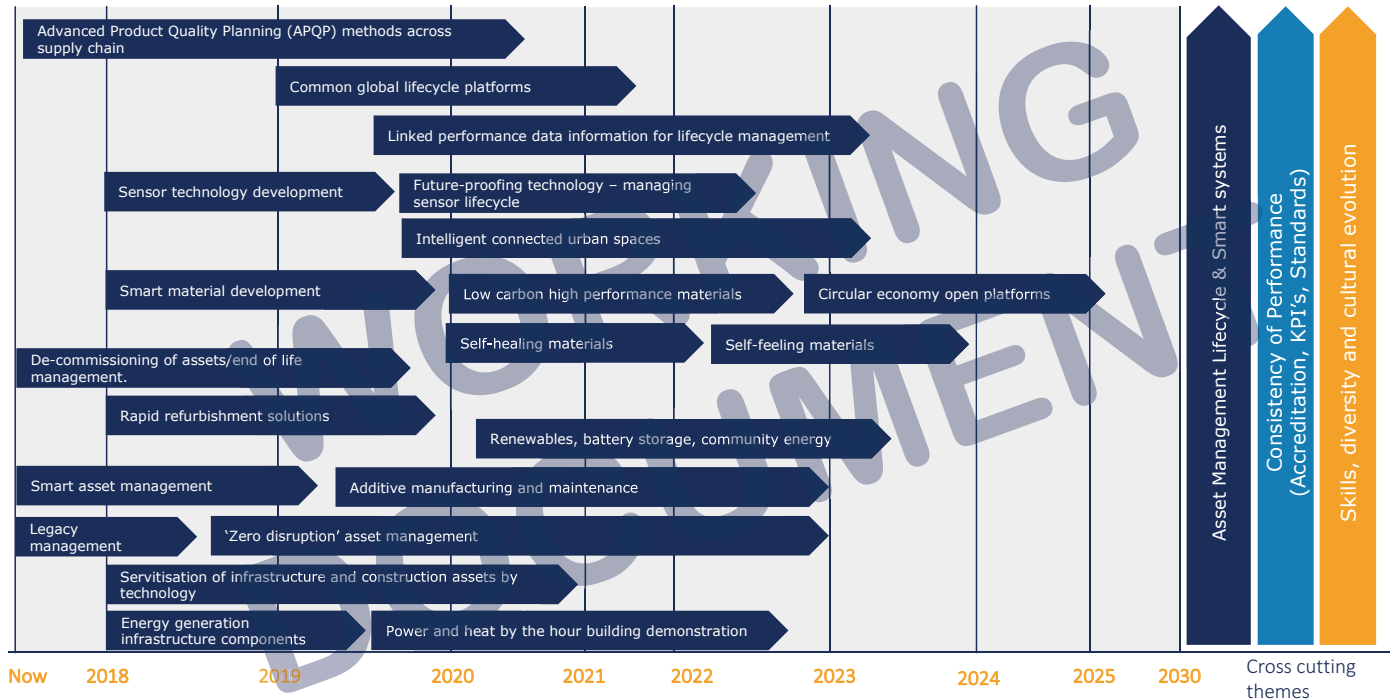 Advanced Product Quality Planning (APQP) methods across
supply chain
Common global lifecycle platforms
Linked performance data information for lifecycle management
Sensor technology development
Future-proofing technology – managing
sensor lifecycle
Intelligent connected urban spaces
Smart material development
Low carbon high performance materials
Circular economy open platforms
Self-healing materials
Self-feeling materials
De-commissioning of assets/end of life
management.
Rapid refurbishment solutions
Renewables, battery storage, community energy
Smart asset management
Additive manufacturing and maintenance
Legacy
management
‘Zero disruption’ asset management
Servitisation of infrastructure and construction assets by
technology
Energy generation
infrastructure components
Power and heat by the hour building demonstration
Now 2018 2019 2020 2021 2022 2023 2024 2025 2030
Asset Management Lifecycle & Smart systems
Consistency of Performance
(Accreditation, KPI’s, Standards)
Skills, diversity and cultural evolution
Cross cutting
themes
WORKING
DOCUMENT